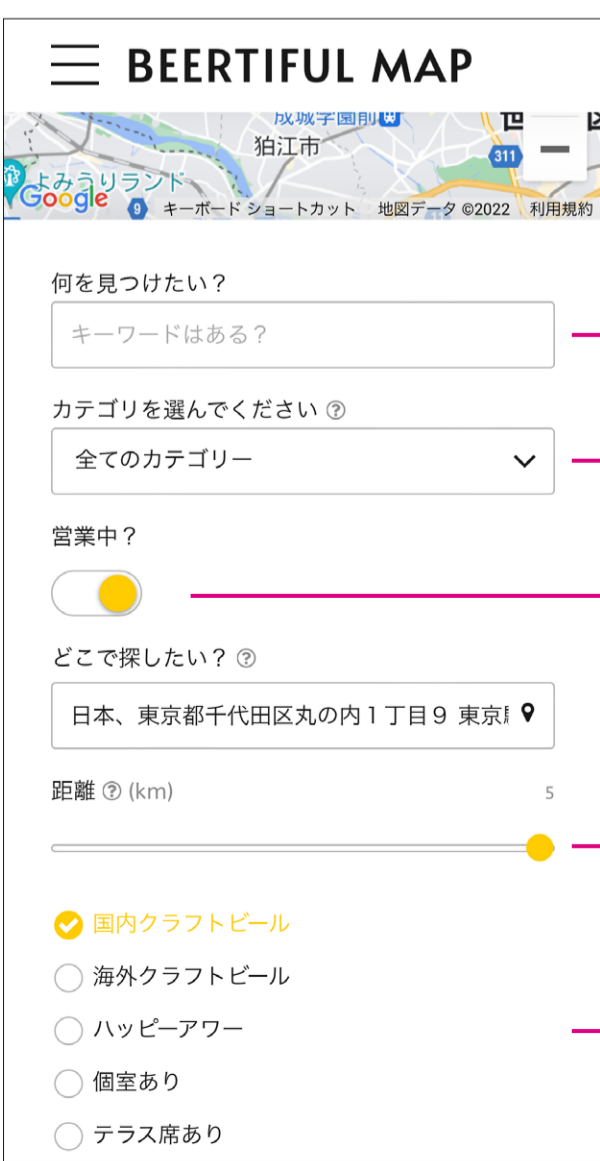 BEERTIFUL MAP
成城学園前
狛江市
311
よみうりランド
Google
9
キーボード ショートカット 地図データ ©2022 利用規約
何を見つけたい？
キーワードはある？
カテゴリを選んでください ?
全てのカテゴリー
営業中？
どこで探したい？ ?
日本、東京都千代田区丸の内１丁目９ 東京
距離 ? (km) 5
国内クラフトビール
海外クラフトビール
ハッピーアワー
個室あり
テラス席あり